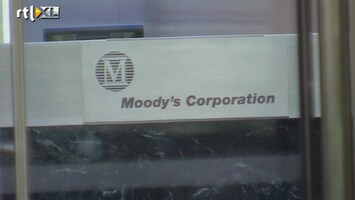 rtl XL
M
Moody's Corporation